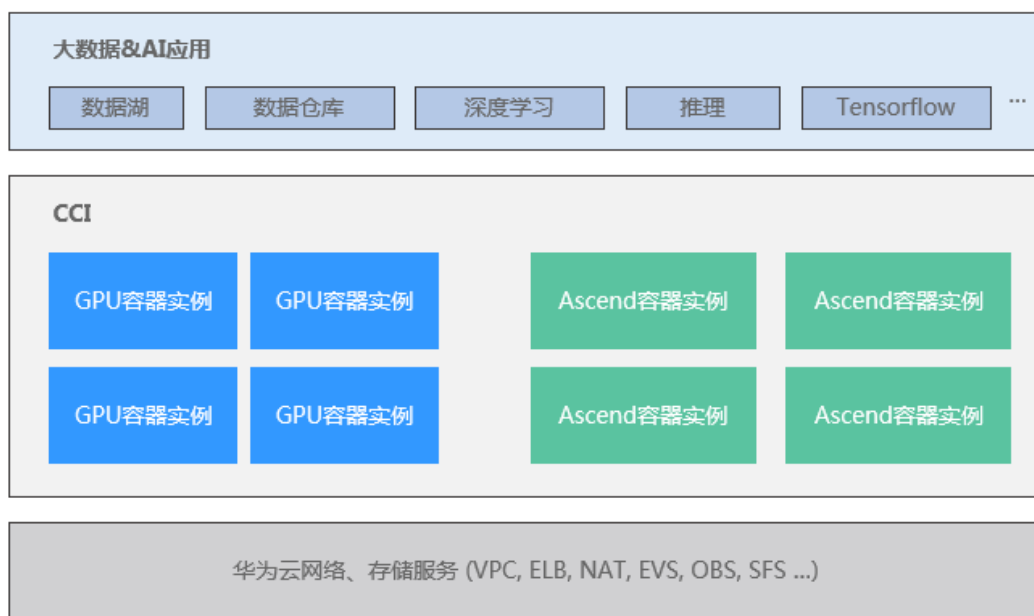 大数据&AI应用
数据湖 数据仓库 深度学习 推理 Tensorflow ...
CCI
GPU容器实例 GPU容器实例 Ascend容器实例 Ascend容器实例
GPU容器实例 GPU容器实例 Ascend容器实例 Ascend容器实例
华为云网络、存储服务 (VPC, ELB, NAT, EVS, OBS, SFS ...)